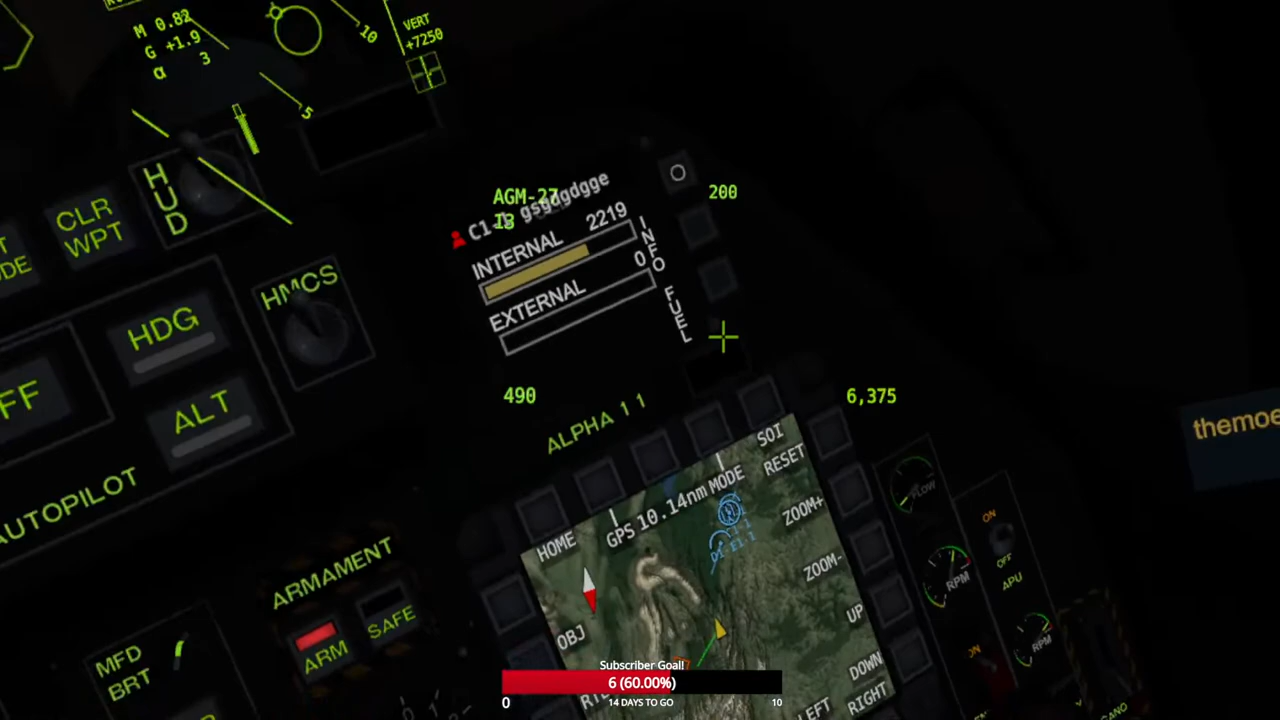 M 0.82
G +1.9
α 3
10
5
VERT
+7250
HUD
CLR
WPT
HDG
ALT
AUTOPILOT
HMCS
AGM-27
200
INTERNAL 2219
EXTERNAL 0
INFO FUEL
490
6,375
ALPHA 1 1
themoe
ARMAMENT
ARM
SAFE
MFD
BRT
HOME
GPS 10.14nm
MODE
SOI
RESET
ZOOM+
ZOOM-
UP
DOWN
LEFT
RIGHT
OBJ
FLOW
RPM
ON
OFF
APU
RPM
ON
Subscriber Goal!
6 (60.00%)
0
14 DAYS TO GO
10